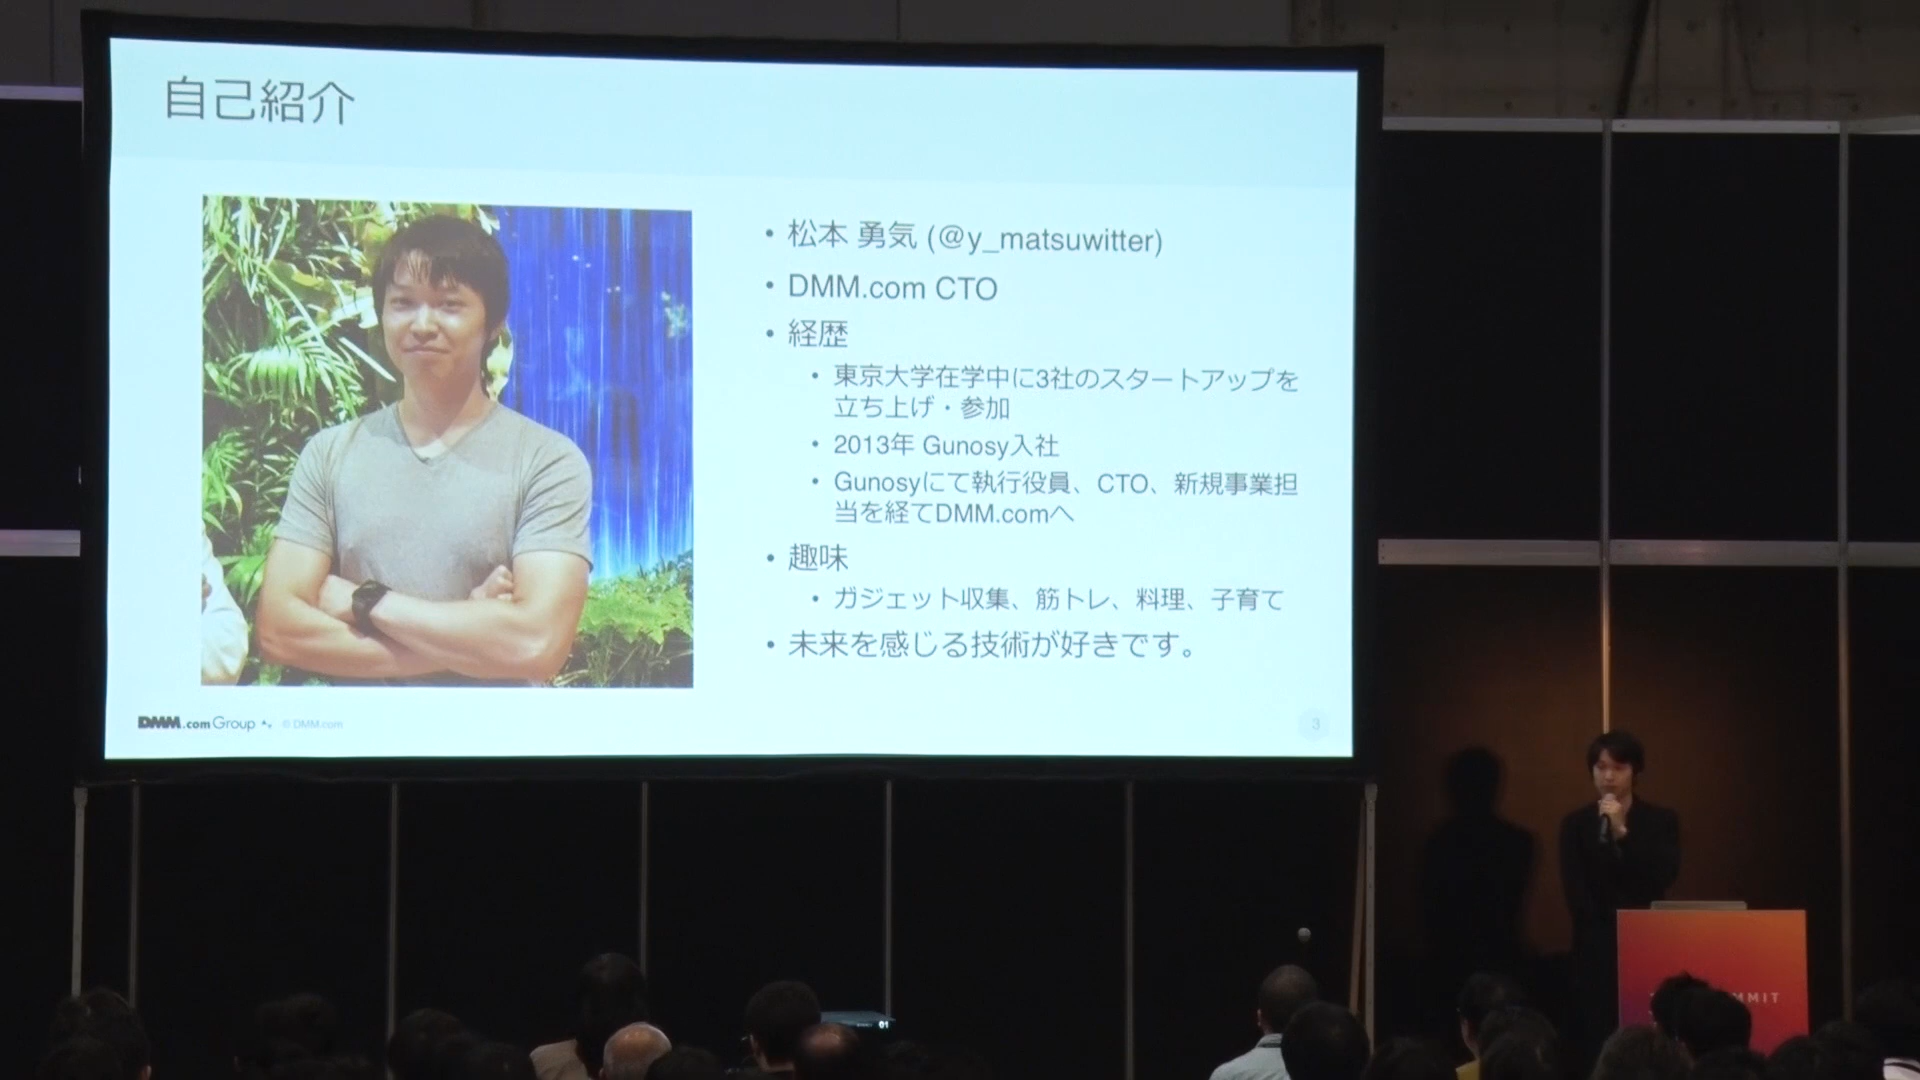 自己紹介
• 松本 勇気 (@y_matsuwitter)
• DMM.com CTO
• 経歴
• 東京大学在学中に3社のスタートアップを
立ち上げ・参加
• 2013年 Gunosy入社
• Gunosyにて執行役員、CTO、新規事業担
当を経てDMM.comへ
• 趣味
• ガジェット収集、筋トレ、料理、子育て
• 未来を感じる技術が好きです。
DMM.com Group © DMM.com
3
01